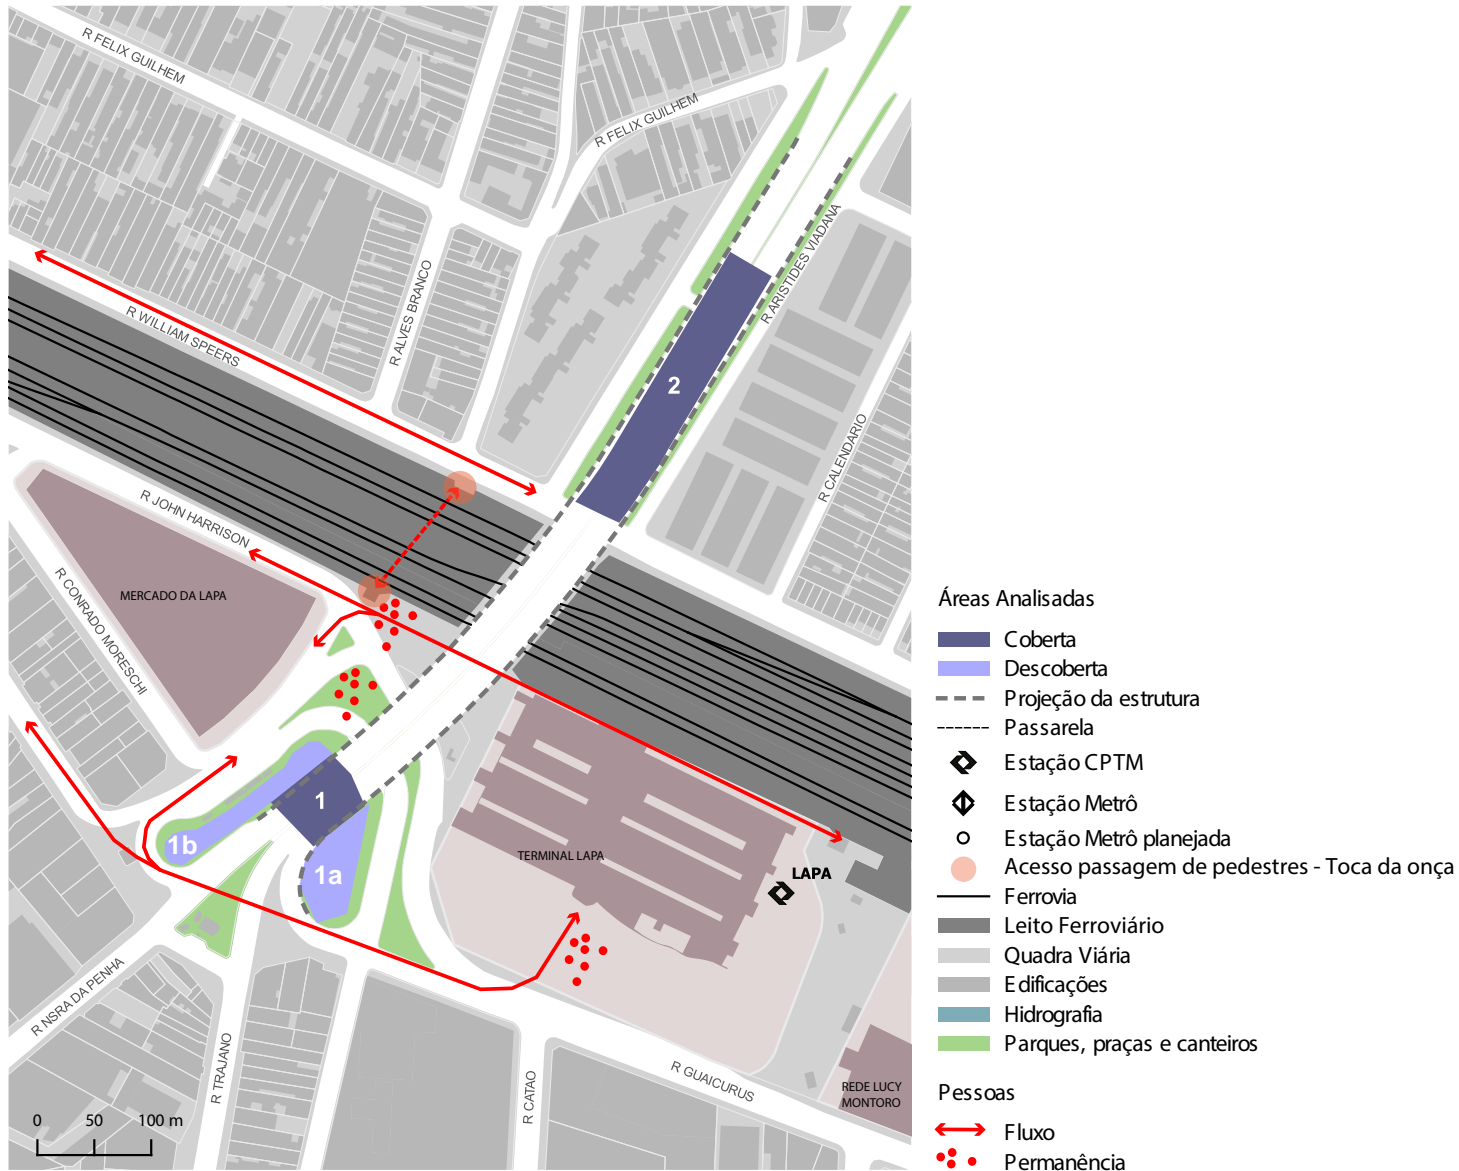 R FELIX GUILHEM
R FELIX GUILHEM
R ARISTIDES VIADANA
R ALVES BRANCO
R WILLIAM SPEERS
2
R CALENDARIO
R JOHN HARRISON
R CONRADO MORESCHI
MERCADO DA LAPA
1
1b
1a
TERMINAL LAPA
LAPA
R NSRA DA PENHA
R TRAJANO
R CATAO
R GUAICURUS
REDE LUCY
MONTORO
0 50 100 m
Áreas Analisadas
Coberta
Descoberta
Projeção da estrutura
Passarela
Estação CPTM
Estação Metrô
Estação Metrô planejada
Acesso passagem de pedestres - Toca da onça
Ferrovia
Leito Ferroviário
Quadra Viária
Edificações
Hidrografia
Parques, praças e canteiros
Pessoas
Fluxo
Permanência